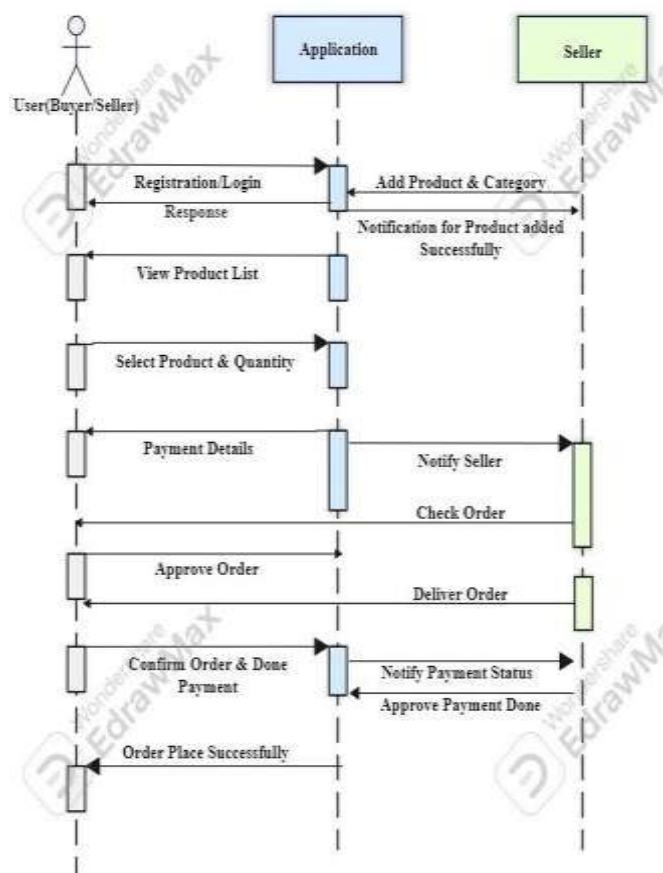 Application
Seller
User(Buyer/Seller)
Registration/Login
Add Product & Category
Response
Notification for Product added
Successfully
View Product List
Select Product & Quantity
Payment Details
Notify Seller
Check Order
Approve Order
Deliver Order
Confirm Order & Done
Payment
Notify Payment Status
Approve Payment Done
Order Place Successfully
Wondershare
EdrawMax
Wondershare
EdrawMax
Wondershare
EdrawMax
Wondershare
EdrawMax